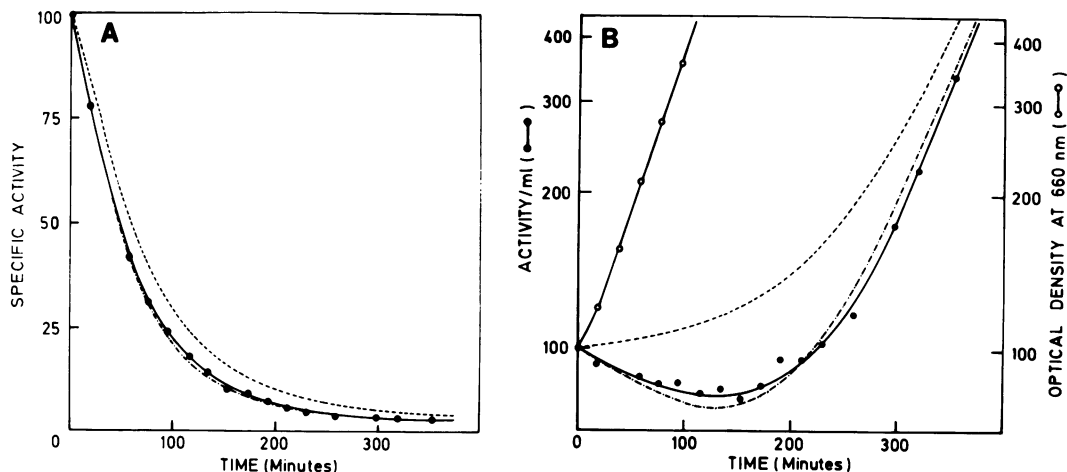 A
100
75
50
25
0
100
200
300
SPECIFIC ACTIVITY
TIME (Minutes)
B
400
300
200
100
0
100
200
300
ACTIVITY/ml (●—●)
TIME (Minutes)
400
300
200
100
OPTICAL DENSITY AT 660 nm (○—○)